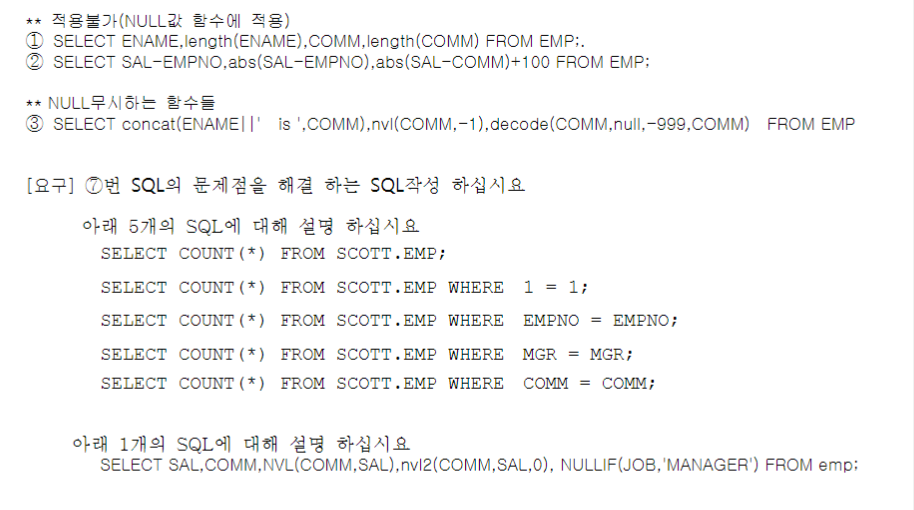 ** 적용불가(NULL값 함수에 적용)
① SELECT ENAME,length(ENAME),COMM,length(COMM) FROM EMP;.
② SELECT SAL-EMPNO,abs(SAL-EMPNO),abs(SAL-COMM)+100 FROM EMP;
** NULL무시하는 함수들
③ SELECT concat(ENAME||' is ',COMM),nvl(COMM,-1),decode(COMM,null,-999,COMM) FROM EMP
[요구] ⑦번 SQL의 문제점을 해결 하는 SQL작성 하십시요
아래 5개의 SQL에 대해 설명 하십시요
SELECT COUNT(*) FROM SCOTT.EMP;
SELECT COUNT(*) FROM SCOTT.EMP WHERE 1 = 1;
SELECT COUNT(*) FROM SCOTT.EMP WHERE EMPNO = EMPNO;
SELECT COUNT(*) FROM SCOTT.EMP WHERE MGR = MGR;
SELECT COUNT(*) FROM SCOTT.EMP WHERE COMM = COMM;
아래 1개의 SQL에 대해 설명 하십시요
SELECT SAL,COMM,NVL(COMM,SAL),nvl2(COMM,SAL,0), NULLIF(JOB,'MANAGER') FROM emp;